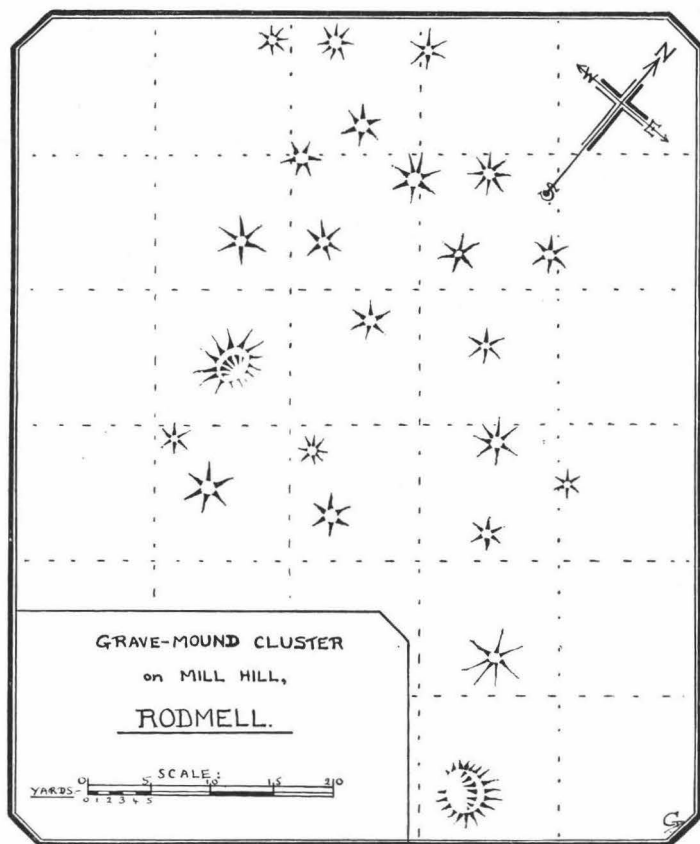 N
W
E
S
GRAVE-MOUND CLUSTER
on MILL HILL,
RODMELL.
SCALE:
0 5 10 15 20
YARDS:-
0 1 2 3 4 5